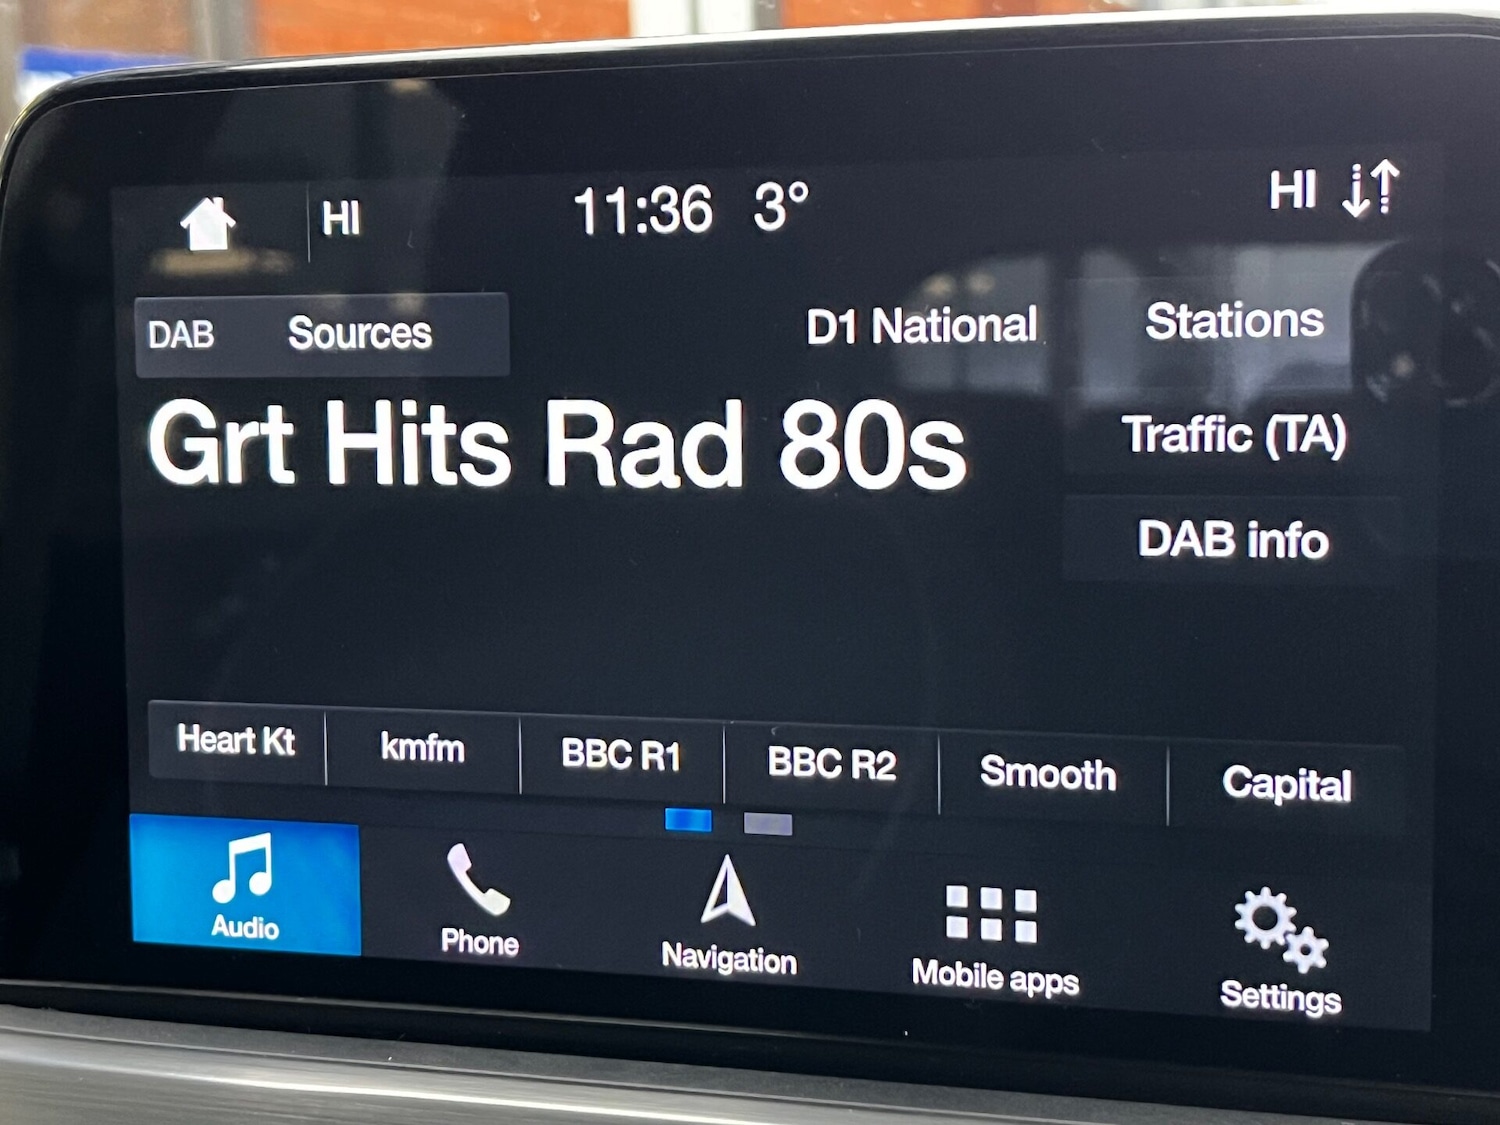 HI 11:36 3° HI
DAB Sources D1 National Stations
Grt Hits Rad 80s
Traffic (TA)
DAB info
Heart Kt kmfm BBC R1 BBC R2 Smooth Capital
Audio Phone Navigation Mobile apps Settings